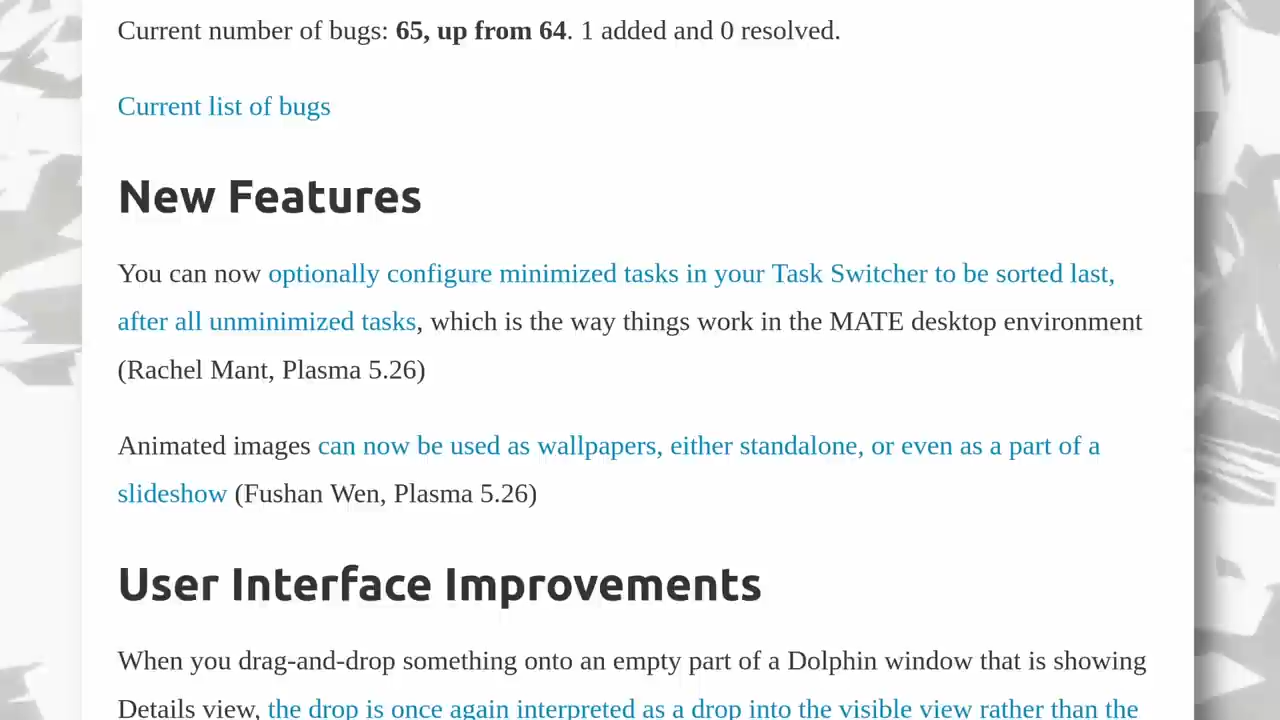 Current number of bugs: 65, up from 64. 1 added and 0 resolved.
Current list of bugs
New Features
You can now optionally configure minimized tasks in your Task Switcher to be sorted last,
after all unminimized tasks, which is the way things work in the MATE desktop environment
(Rachel Mant, Plasma 5.26)
Animated images can now be used as wallpapers, either standalone, or even as a part of a
slideshow (Fushan Wen, Plasma 5.26)
User Interface Improvements
When you drag-and-drop something onto an empty part of a Dolphin window that is showing
Details view, the drop is once again interpreted as a drop into the visible view rather than the